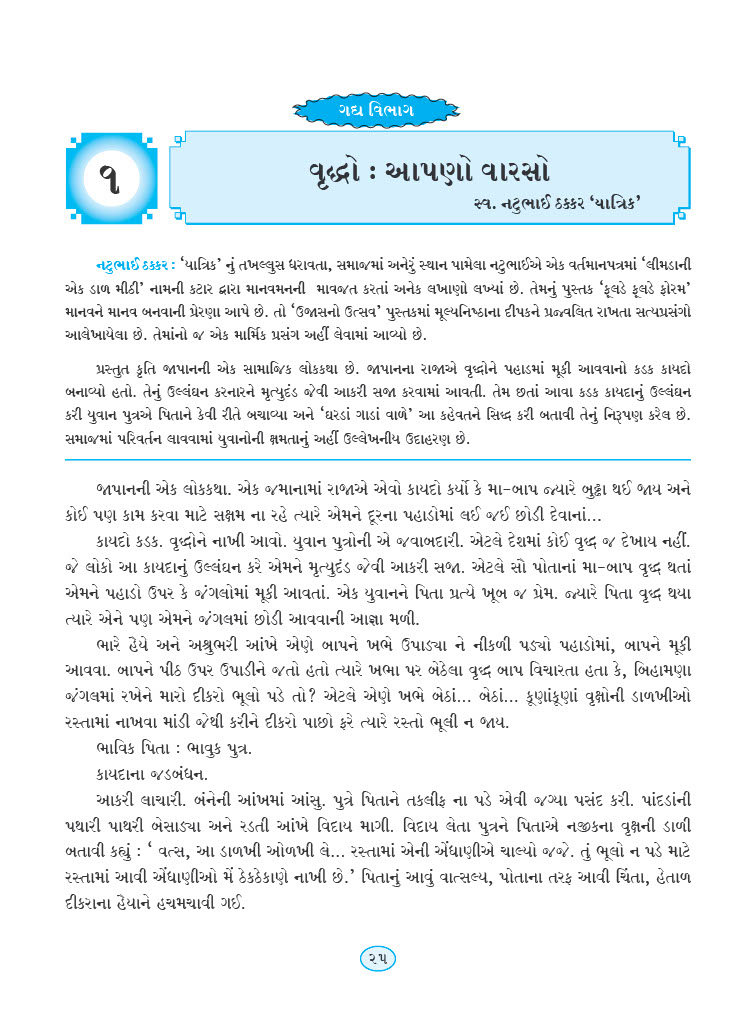 ગદ્ય વિભાગ
૧
વૃદ્ધો : આપણો વારસો
સ્વ. નટુભાઈ ઠક્કર ‘યાત્રિક’
નટુભાઈ ઠક્કર : ‘યાત્રિક’ નું તખલ્લુસ ધરાવતા, સમાજમાં અનેરું સ્થાન પામેલા નટુભાઈએ એક વર્તમાનપત્રમાં ‘લીમડાની
એક ડાળ મીઠી’ નામની કટાર દ્વારા માનવમનની માવજત કરતાં અનેક લખાણો લખ્યાં છે. તેમનું પુસ્તક ‘ફૂલડે ફૂલડે ફોરમ’
માનવને માનવ બનવાની પ્રેરણા આપે છે. તો ‘ઉજાસનો ઉત્સવ’ પુસ્તકમાં મૂલ્યનિષ્ઠાના દીપકને પ્રજ્વલિત રાખતા સત્યપ્રસંગો
આલેખાયેલા છે. તેમાંનો જ એક માર્મિક પ્રસંગ અહીં લેવામાં આવ્યો છે.
પ્રસ્તુત કૃતિ જાપાનની એક સામાજિક લોકકથા છે. જાપાનના રાજાએ વૃદ્ધોને પહાડમાં મૂકી આવવાનો કડક કાયદો
બનાવ્યો હતો. તેનું ઉલ્લંઘન કરનારને મૃત્યુદંડ જેવી આકરી સજા કરવામાં આવતી. તેમ છતાં આવા કડક કાયદાનું ઉલ્લંઘન
કરી યુવાન પુત્રએ પિતાને કેવી રીતે બચાવ્યા અને ‘ઘરડાં ગાડાં વાળે’ આ કહેવતને સિદ્ધ કરી બતાવી તેનું નિરૂપણ કરેલ છે.
સમાજમાં પરિવર્તન લાવવામાં યુવાનોની ક્ષમતાનું અહીં ઉલ્લેખનીય ઉદાહરણ છે.
જાપાનની એક લોકકથા. એક જમાનામાં રાજાએ એવો કાયદો કર્યો કે મા-બાપ જ્યારે બુઢ્ઢા થઈ જાય અને
કોઈ પણ કામ કરવા માટે સક્ષમ ના રહે ત્યારે એમને દૂરના પહાડોમાં લઈ જઈ છોડી દેવાનાં...
કાયદો કડક. વૃદ્ધોને નાખી આવો. યુવાન પુત્રોની એ જવાબદારી. એટલે દેશમાં કોઈ વૃદ્ધ જ દેખાય નહીં.
જે લોકો આ કાયદાનું ઉલ્લંઘન કરે એમને મૃત્યુદંડ જેવી આકરી સજા. એટલે સૌ પોતાનાં મા-બાપ વૃદ્ધ થતાં
એમને પહાડો ઉપર કે જંગલોમાં મૂકી આવતાં. એક યુવાનને પિતા પ્રત્યે ખૂબ જ પ્રેમ. જ્યારે પિતા વૃદ્ધ થયા
ત્યારે એને પણ એમને જંગલમાં છોડી આવવાની આજ્ઞા મળી.
ભારે હૈયે અને અશ્રુભરી આંખે એણે બાપને ખભે ઉપાડ્યા ને નીકળી પડ્યો પહાડોમાં, બાપને મૂકી
આવવા. બાપને પીઠ ઉપર ઉપાડીને જતો હતો ત્યારે ખભા પર બેઠેલા વૃદ્ધ બાપ વિચારતા હતા કે, બિહામણા
જંગલમાં રખેને મારો દીકરો ભૂલો પડે તો? એટલે એણે ખભે બેઠાં... બેઠાં... કૂણાંકૂણાં વૃક્ષોની ડાળખીઓ
રસ્તામાં નાખવા માંડી જેથી કરીને દીકરો પાછો ફરે ત્યારે રસ્તો ભૂલી ન જાય.
ભાવિક પિતા : ભાવુક પુત્ર.
કાયદાના જડબંધન.
આકરી લાચારી. બંનેની આંખમાં આંસુ. પુત્રે પિતાને તકલીફ ના પડે એવી જગ્યા પસંદ કરી. પાંદડાંની
પથારી પાથરી બેસાડ્યા અને રડતી આંખે વિદાય માગી. વિદાય લેતા પુત્રને પિતાએ નજીકના વૃક્ષની ડાળી
બતાવી કહ્યું : ‘ વત્સ, આ ડાળખી ઓળખી લે... રસ્તામાં એની એંધાણીએ ચાલ્યો જજે. તું ભૂલો ન પડે માટે
રસ્તામાં આવી એંધાણીઓ મેં ઠેકઠેકાણે નાખી છે.’ પિતાનું આવું વાત્સલ્ય, પોતાના તરફ આવી ચિંતા, હેતાળ
દીકરાના હૈયાને હચમચાવી ગઈ.
૨૫